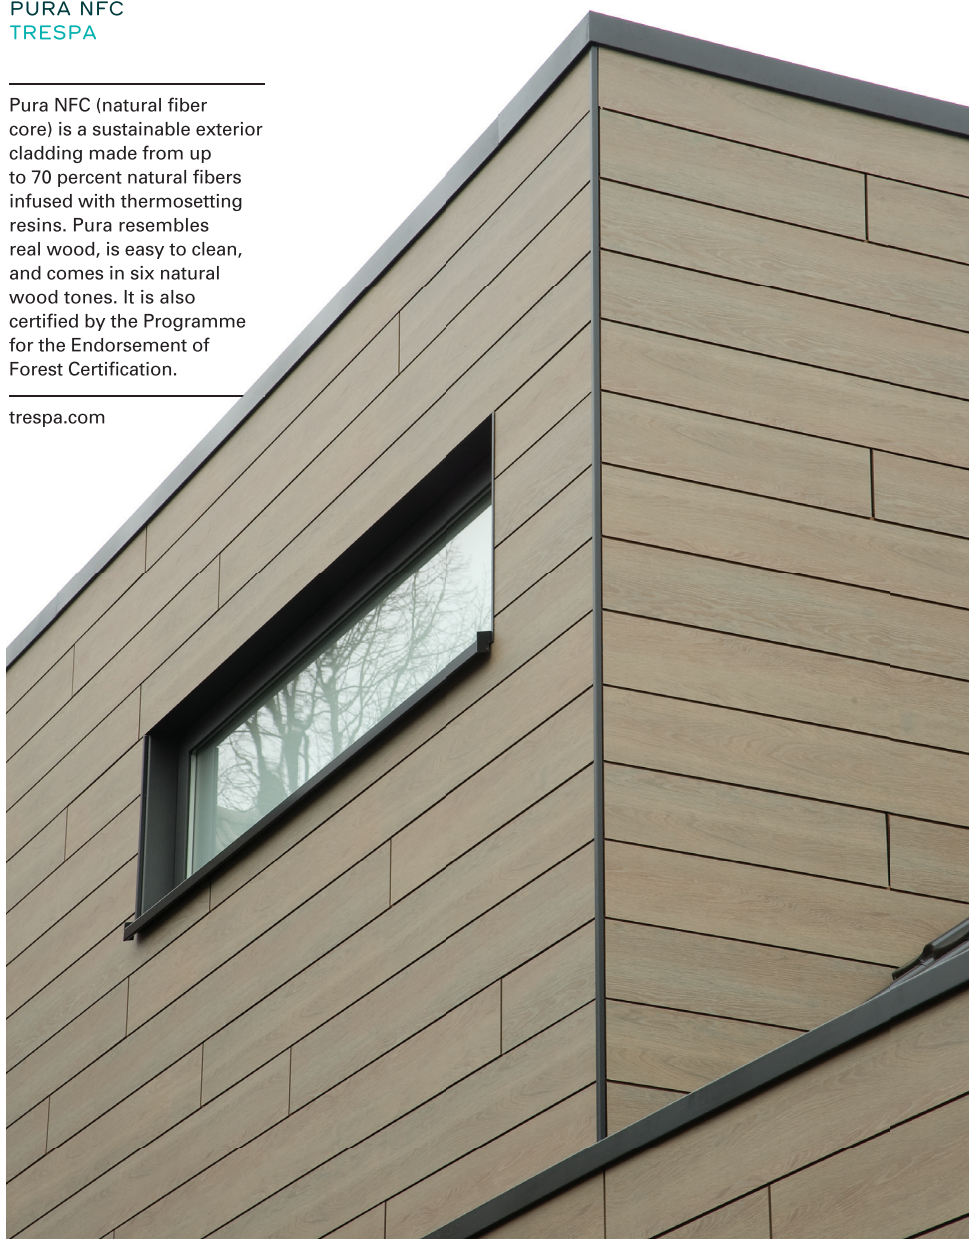 PURA NFC
TRESPA
Pura NFC (natural fiber
core) is a sustainable exterior
cladding made from up
to 70 percent natural fibers
infused with thermosetting
resins. Pura resembles
real wood, is easy to clean,
and comes in six natural
wood tones. It is also
certified by the Programme
for the Endorsement of
Forest Certification.
trespa.com